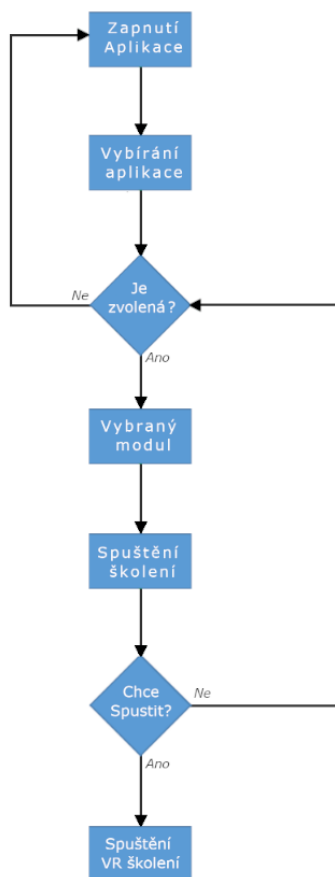 Zapnutí
Aplikace
Vybírání
aplikace
Je
zvolená?
Ne
Ano
Vybraný
modul
Spuštění
školení
Chce
Spustit?
Ne
Ano
Spuštění
VR školení